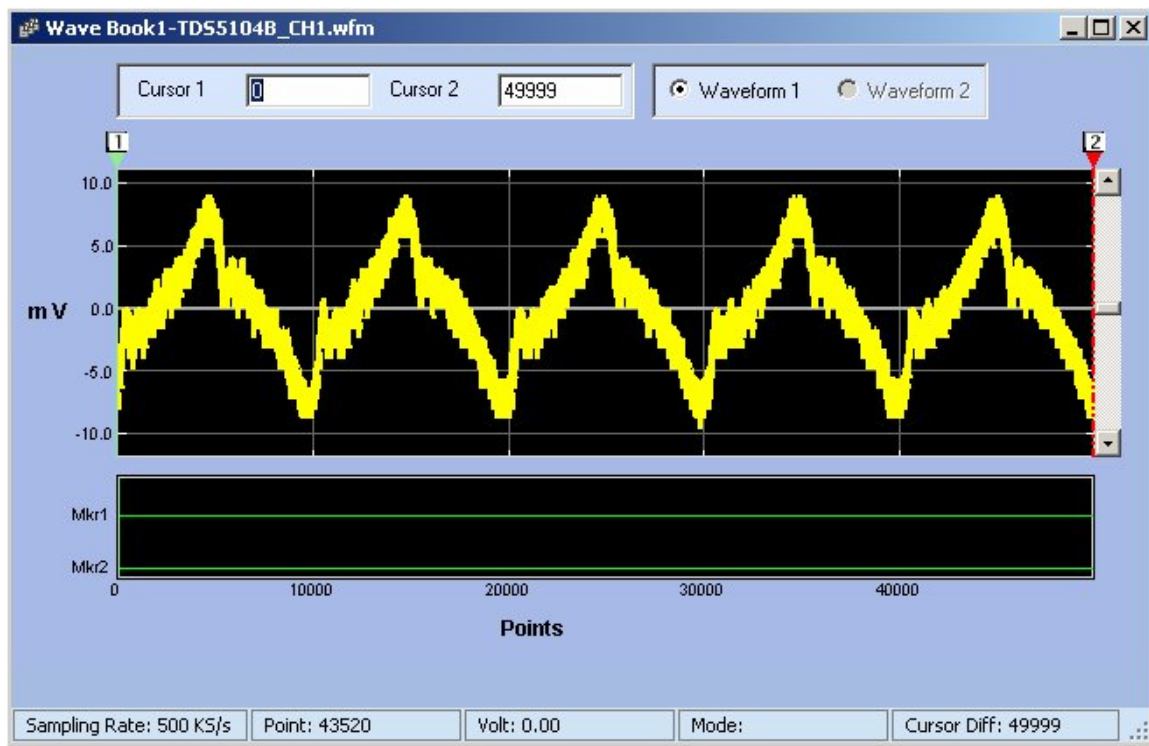 Wave Book1-TDS5104B_CH1.wfm
Cursor 1 0 Cursor 2 49999 Waveform 1 Waveform 2
1 2
10.0
5.0
m V 0.0
-5.0
-10.0
Mkr1
Mkr2
0 10000 20000 30000 40000
Points
Sampling Rate: 500 KS/s Point: 43520 Volt: 0.00 Mode: Cursor Diff: 49999